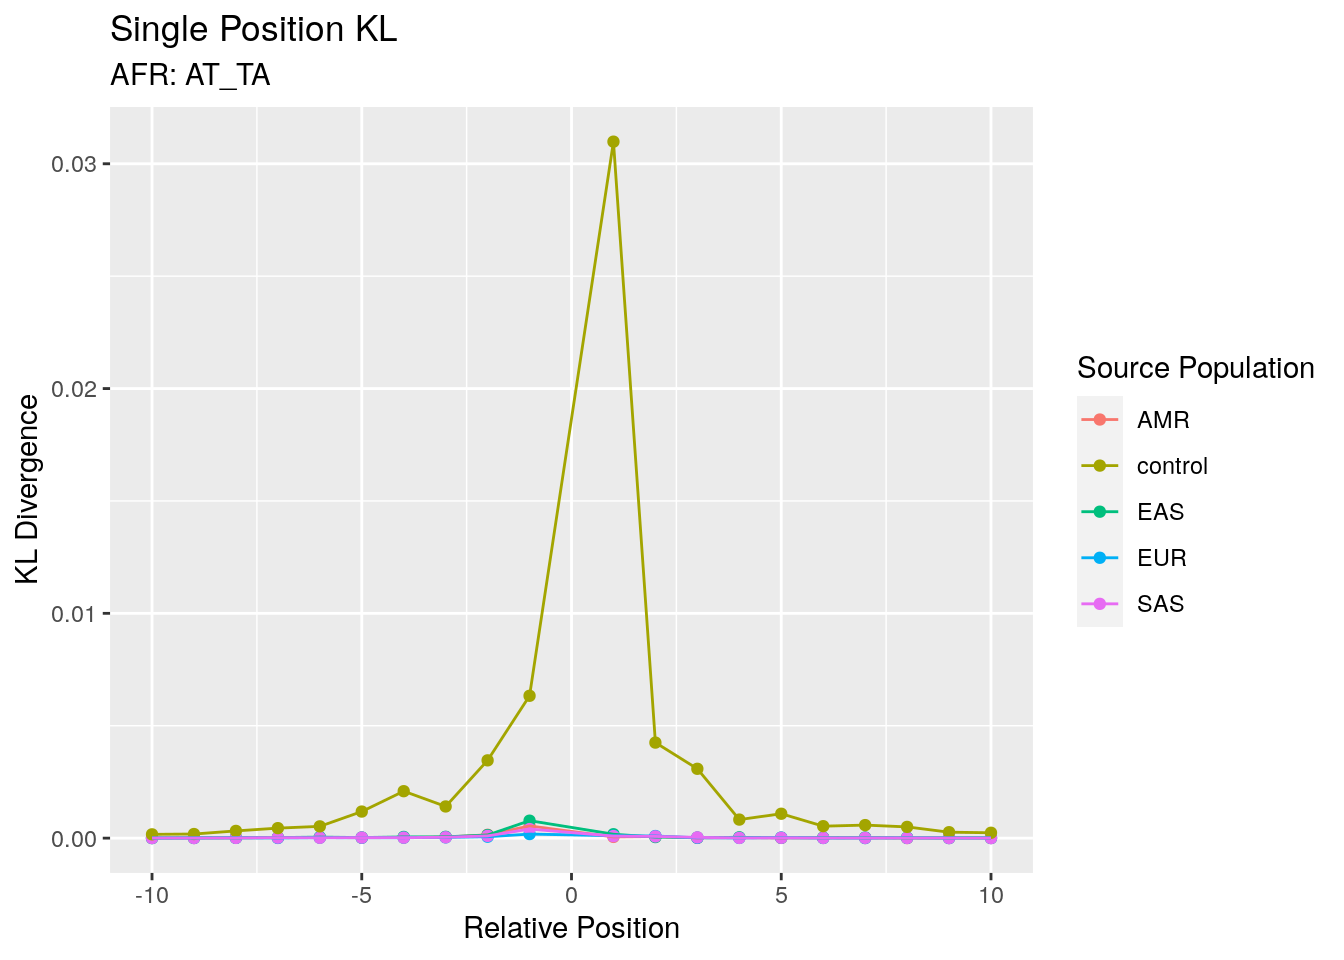 Single Position KL
AFR: AT_TA
KL Divergence
0.03
0.02
0.01
0.00
-10
-5
0
5
10
Relative Position
Source Population
AMR
control
EAS
EUR
SAS